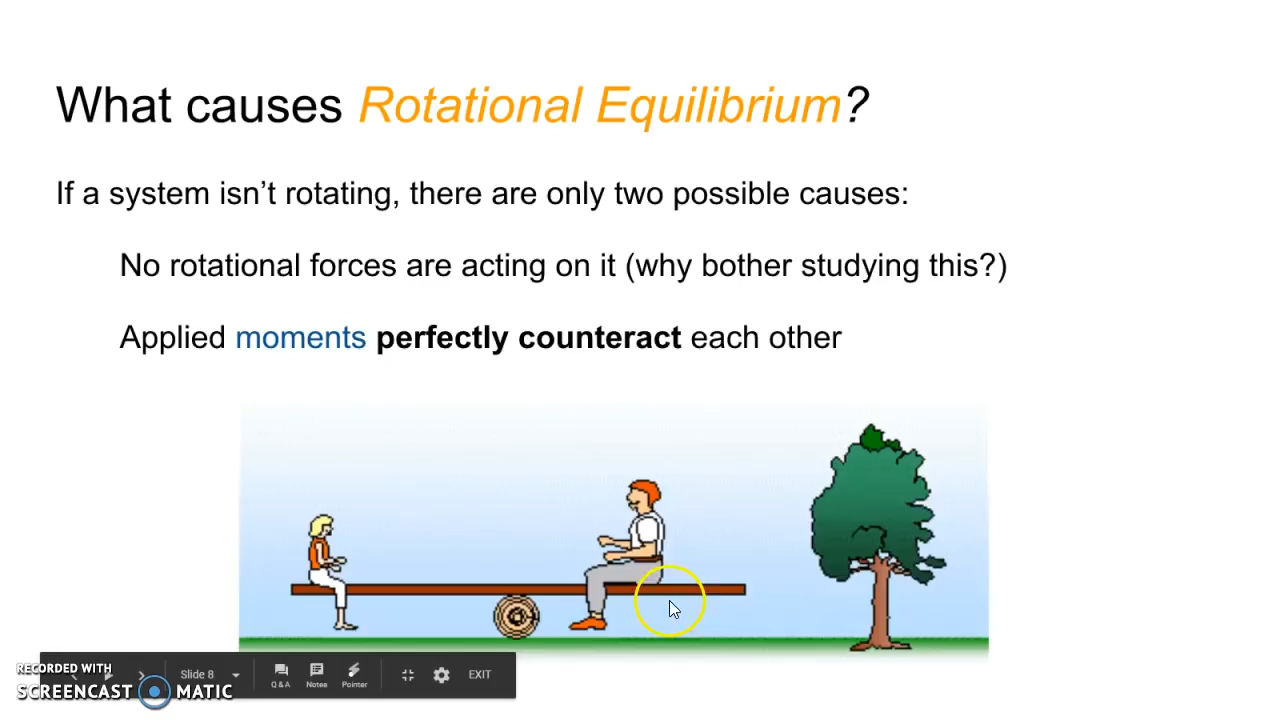 What causes Rotational Equilibrium?
If a system isn’t rotating, there are only two possible causes:
No rotational forces are acting on it (why bother studying this?)
Applied moments perfectly counteract each other
RECORDED WITH
SCREENCAST MATIC
Slide 8
Q & A
Notes
Pointer
EXIT